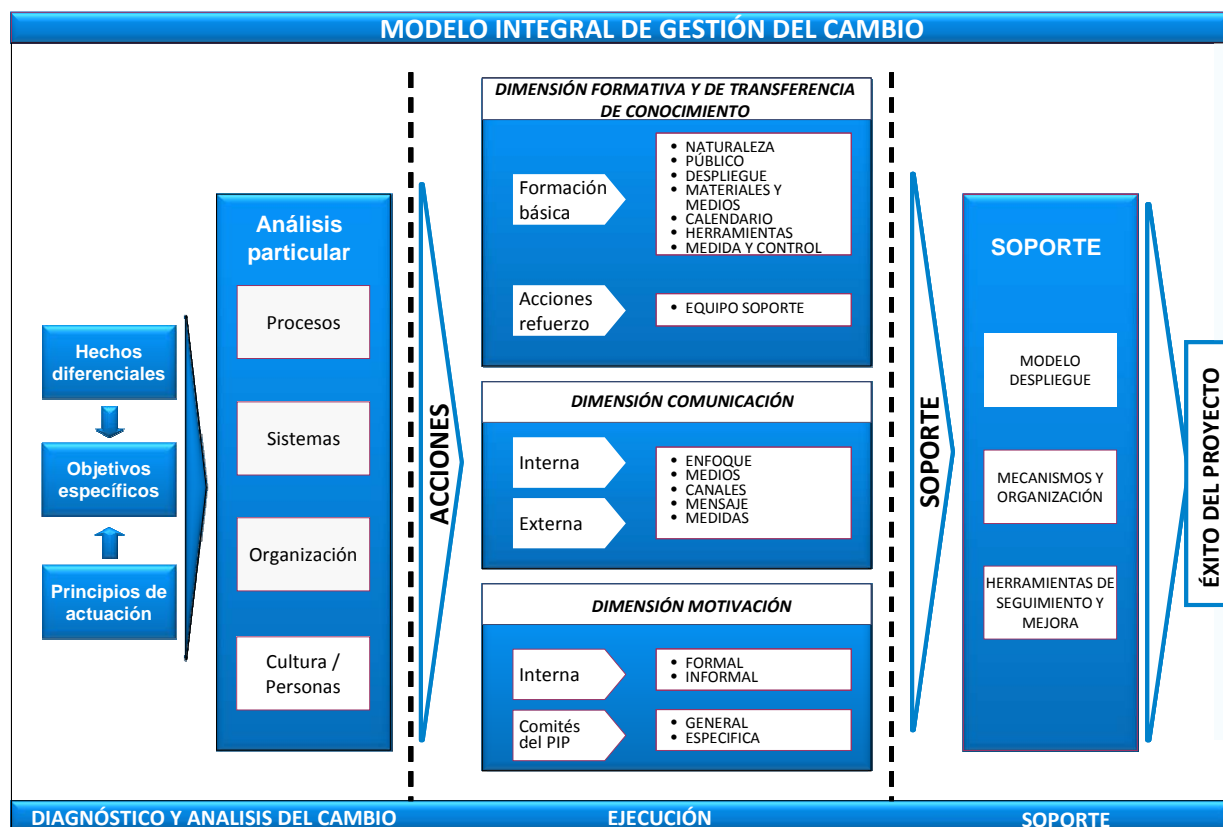 MODELO INTEGRAL DE GESTIÓN DEL CAMBIO
Hechos
diferenciales
Objetivos
específicos
Principios de
actuación
Análisis
particular
Procesos
Sistemas
Organización
Cultura /
Personas
ACCIONES
DIMENSIÓN FORMATIVA Y DE TRANSFERENCIA
DE CONOCIMIENTO
Formación
básica
• NATURALEZA
• PÚBLICO
• DESPLIEGUE
• MATERIALES Y
MEDIOS
• CALENDARIO
• HERRAMIENTAS
• MEDIDA Y CONTROL
Acciones
refuerzo
• EQUIPO SOPORTE
DIMENSIÓN COMUNICACIÓN
Interna
Externa
• ENFOQUE
• MEDIOS
• CANALES
• MENSAJE
• MEDIDAS
DIMENSIÓN MOTIVACIÓN
Interna
• FORMAL
• INFORMAL
Comités
del PIP
• GENERAL
• ESPECIFICA
SOPORTE
SOPORTE
MODELO
DESPLIEGUE
MECANISMOS Y
ORGANIZACIÓN
HERRAMIENTAS DE
SEGUIMIENTO Y
MEJORA
ÉXITO DEL PROYECTO
DIAGNÓSTICO Y ANALISIS DEL CAMBIO
EJECUCIÓN
SOPORTE